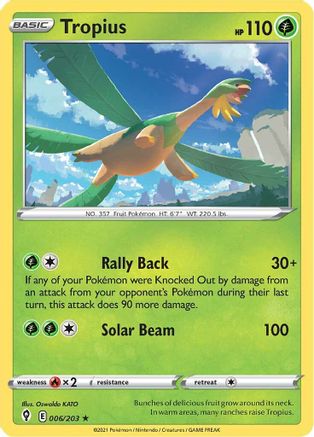 BASIC Tropius HP 110
NO. 357 Fruit Pokémon HT: 6'7" WT: 220.5 lbs.
Rally Back 30+
If any of your Pokémon were Knocked Out by damage from
an attack from your opponent's Pokémon during their last
turn, this attack does 90 more damage.
Solar Beam 100
weakness ×2 resistance retreat
Illus. Oswaldo KATO
Bunches of delicious fruit grow around its neck.
In warm areas, many ranches raise Tropius.
E 006/203 ★
©2021 Pokémon / Nintendo / Creatures / GAME FREAK